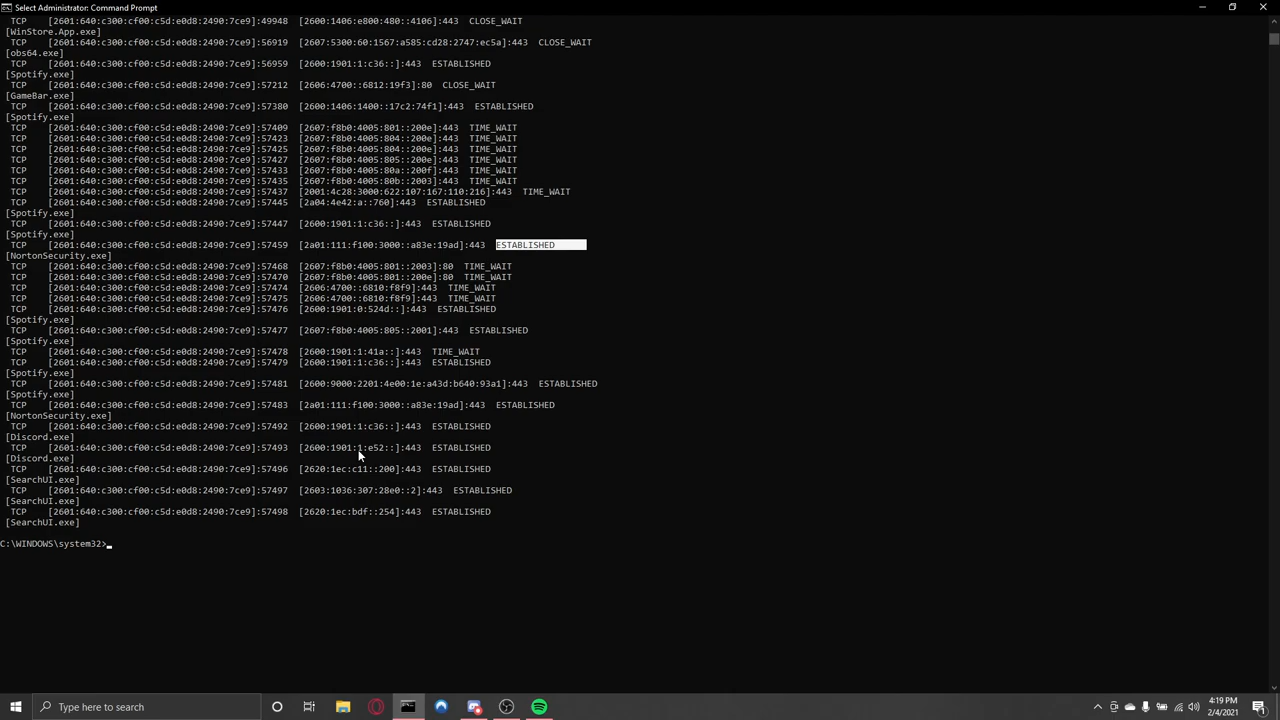 Select Administrator: Command Prompt
TCP [2601:640:c300:cf00:c5d:e0d8:2490:7ce9]:49948 [2600:1406:e800:480::4106]:443 CLOSE_WAIT
[WinStore.App.exe]
TCP [2601:640:c300:cf00:c5d:e0d8:2490:7ce9]:56919 [2607:5300:60:1567:a585:cd28:2747:ec5a]:443 CLOSE_WAIT
[obs64.exe]
TCP [2601:640:c300:cf00:c5d:e0d8:2490:7ce9]:56959 [2600:1901:1:c36::]:443 ESTABLISHED
[Spotify.exe]
TCP [2601:640:c300:cf00:c5d:e0d8:2490:7ce9]:57212 [2606:4700::6812:19f3]:80 CLOSE_WAIT
[GameBar.exe]
TCP [2601:640:c300:cf00:c5d:e0d8:2490:7ce9]:57380 [2600:1406:1400::17c2:74f1]:443 ESTABLISHED
[Spotify.exe]
TCP [2601:640:c300:cf00:c5d:e0d8:2490:7ce9]:57409 [2607:f8b0:4005:801::200e]:443 TIME_WAIT
TCP [2601:640:c300:cf00:c5d:e0d8:2490:7ce9]:57423 [2607:f8b0:4005:804::200e]:443 TIME_WAIT
TCP [2601:640:c300:cf00:c5d:e0d8:2490:7ce9]:57425 [2607:f8b0:4005:804::200e]:443 TIME_WAIT
TCP [2601:640:c300:cf00:c5d:e0d8:2490:7ce9]:57427 [2607:f8b0:4005:805::200e]:443 TIME_WAIT
TCP [2601:640:c300:cf00:c5d:e0d8:2490:7ce9]:57433 [2607:f8b0:4005:80a::200f]:443 TIME_WAIT
TCP [2601:640:c300:cf00:c5d:e0d8:2490:7ce9]:57435 [2607:f8b0:4005:80b::2003]:443 TIME_WAIT
TCP [2601:640:c300:cf00:c5d:e0d8:2490:7ce9]:57437 [2001:4c28:3000:622:107:167:110:216]:443 TIME_WAIT
TCP [2601:640:c300:cf00:c5d:e0d8:2490:7ce9]:57445 [2a04:4e42:a::760]:443 ESTABLISHED
[Spotify.exe]
TCP [2601:640:c300:cf00:c5d:e0d8:2490:7ce9]:57447 [2600:1901:1:c36::]:443 ESTABLISHED
[Spotify.exe]
TCP [2601:640:c300:cf00:c5d:e0d8:2490:7ce9]:57459 [2a01:111:f100:3000::a83e:19ad]:443 ESTABLISHED
[NortonSecurity.exe]
TCP [2601:640:c300:cf00:c5d:e0d8:2490:7ce9]:57468 [2607:f8b0:4005:801::2003]:80 TIME_WAIT
TCP [2601:640:c300:cf00:c5d:e0d8:2490:7ce9]:57470 [2607:f8b0:4005:801::200e]:80 TIME_WAIT
TCP [2601:640:c300:cf00:c5d:e0d8:2490:7ce9]:57474 [2606:4700::6810:f8f9]:443 TIME_WAIT
TCP [2601:640:c300:cf00:c5d:e0d8:2490:7ce9]:57475 [2606:4700::6810:f8f9]:443 TIME_WAIT
TCP [2601:640:c300:cf00:c5d:e0d8:2490:7ce9]:57476 [2600:1901:0:524d::]:443 ESTABLISHED
[Spotify.exe]
TCP [2601:640:c300:cf00:c5d:e0d8:2490:7ce9]:57477 [2607:f8b0:4005:805::2001]:443 ESTABLISHED
[Spotify.exe]
TCP [2601:640:c300:cf00:c5d:e0d8:2490:7ce9]:57478 [2600:1901:1:41a::]:443 TIME_WAIT
TCP [2601:640:c300:cf00:c5d:e0d8:2490:7ce9]:57479 [2600:1901:1:c36::]:443 ESTABLISHED
[Spotify.exe]
TCP [2601:640:c300:cf00:c5d:e0d8:2490:7ce9]:57481 [2600:9000:2201:4e00:1e:a43d:b640:93a1]:443 ESTABLISHED
[Spotify.exe]
TCP [2601:640:c300:cf00:c5d:e0d8:2490:7ce9]:57483 [2a01:111:f100:3000::a83e:19ad]:443 ESTABLISHED
[NortonSecurity.exe]
TCP [2601:640:c300:cf00:c5d:e0d8:2490:7ce9]:57492 [2600:1901:1:c36::]:443 ESTABLISHED
[Discord.exe]
TCP [2601:640:c300:cf00:c5d:e0d8:2490:7ce9]:57493 [2600:1901:1:e52::]:443 ESTABLISHED
[Discord.exe]
TCP [2601:640:c300:cf00:c5d:e0d8:2490:7ce9]:57496 [2620:1ec:c11::200]:443 ESTABLISHED
[SearchUI.exe]
TCP [2601:640:c300:cf00:c5d:e0d8:2490:7ce9]:57497 [2603:1036:307:28e0::2]:443 ESTABLISHED
[SearchUI.exe]
TCP [2601:640:c300:cf00:c5d:e0d8:2490:7ce9]:57498 [2620:1ec:bdf::254]:443 ESTABLISHED
[SearchUI.exe]
C:\WINDOWS\system32>
Type here to search
4:19 PM
2/4/2021